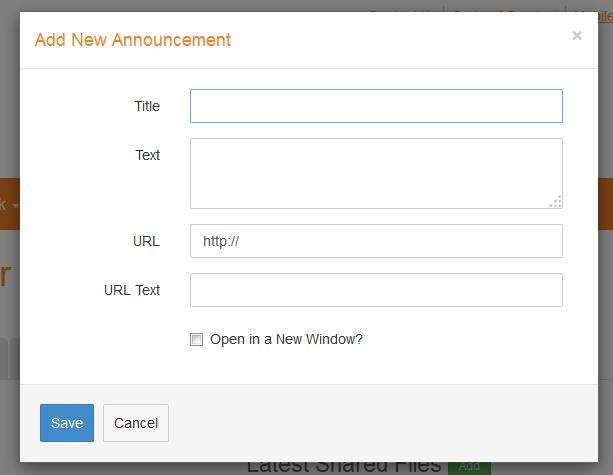 Add New Announcement
×
Title
Text
URL
http://
URL Text
Open in a New Window?
Save
Cancel
Latest Shared Files
Add